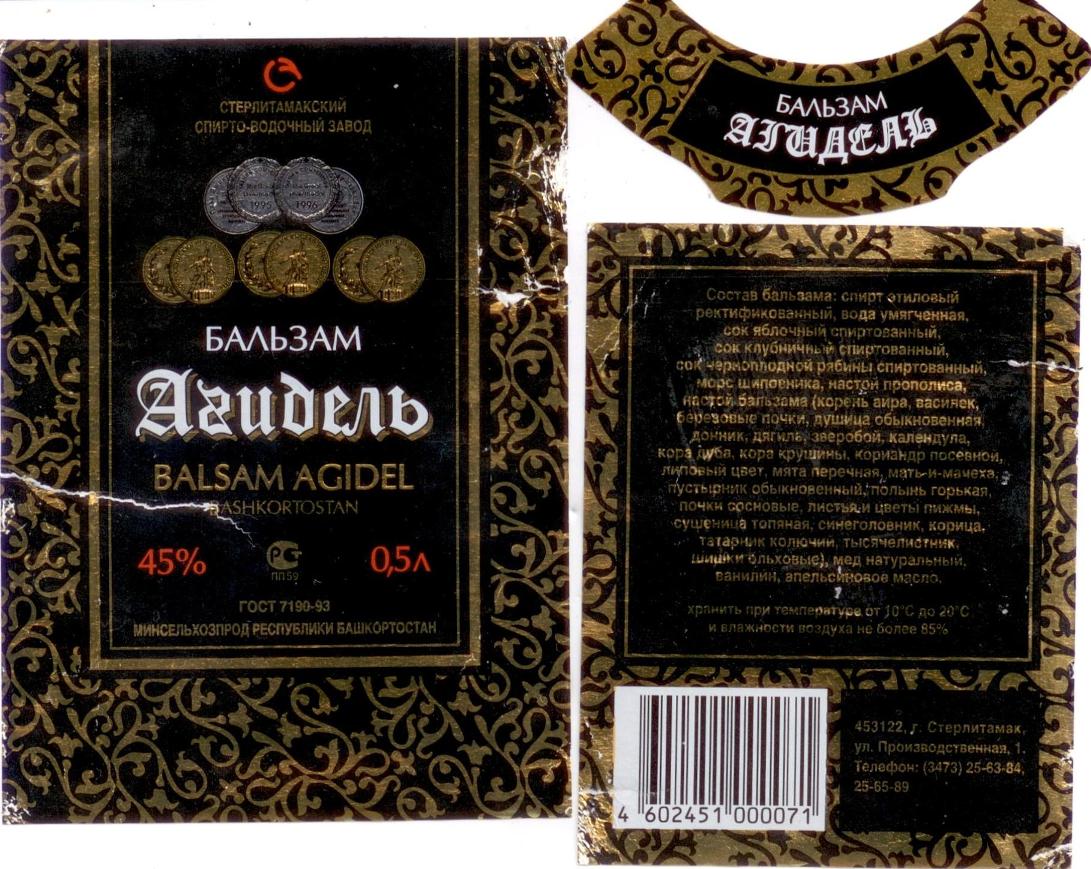 СТЕРЛИТАМАКСКИЙ
СПИРТО-ВОДОЧНЫЙ ЗАВОД
1995
1996
БАЛЬЗАМ
Агидель
BALSAM AGIDEL
BASHKORTOSTAN
45%
РСТ
ПП59
0,5л
ГОСТ 7190-93
МИНСЕЛЬХОЗПРОД РЕСПУБЛИКИ БАШКОРТОСТАН
БАЛЬЗАМ
АГИДЕЛЬ
Состав бальзама: спирт этиловый
ректификованный, вода умягченная,
сок яблочный спиртованный,
сок клубничный спиртованный,
сок черноплодной рябины спиртованный,
морс шиповника, настой прополиса,
настой бальзама (корень аира, василек,
березовые почки, душица обыкновенная,
донник, дягиль, зверобой, календула,
кора дуба, кора крушины, кориандр посевной,
липовый цвет, мята перечная, мать-и-мачеха,
пустырник обыкновенный, полынь горькая,
почки сосновые, листья и цветы пижмы,
сушеница топяная, синеголовник, корица,
татарник колючий, тысячелистник,
шишки ольховые), мед натуральный,
ванилин, апельсиновое масло.
хранить при температуре от 10°С до 20°С
и влажности воздуха не более 85%
4 602451 000071
453122, г. Стерлитамак,
ул. Производственная, 1.
Телефон: (3473) 25-63-84,
25-65-89